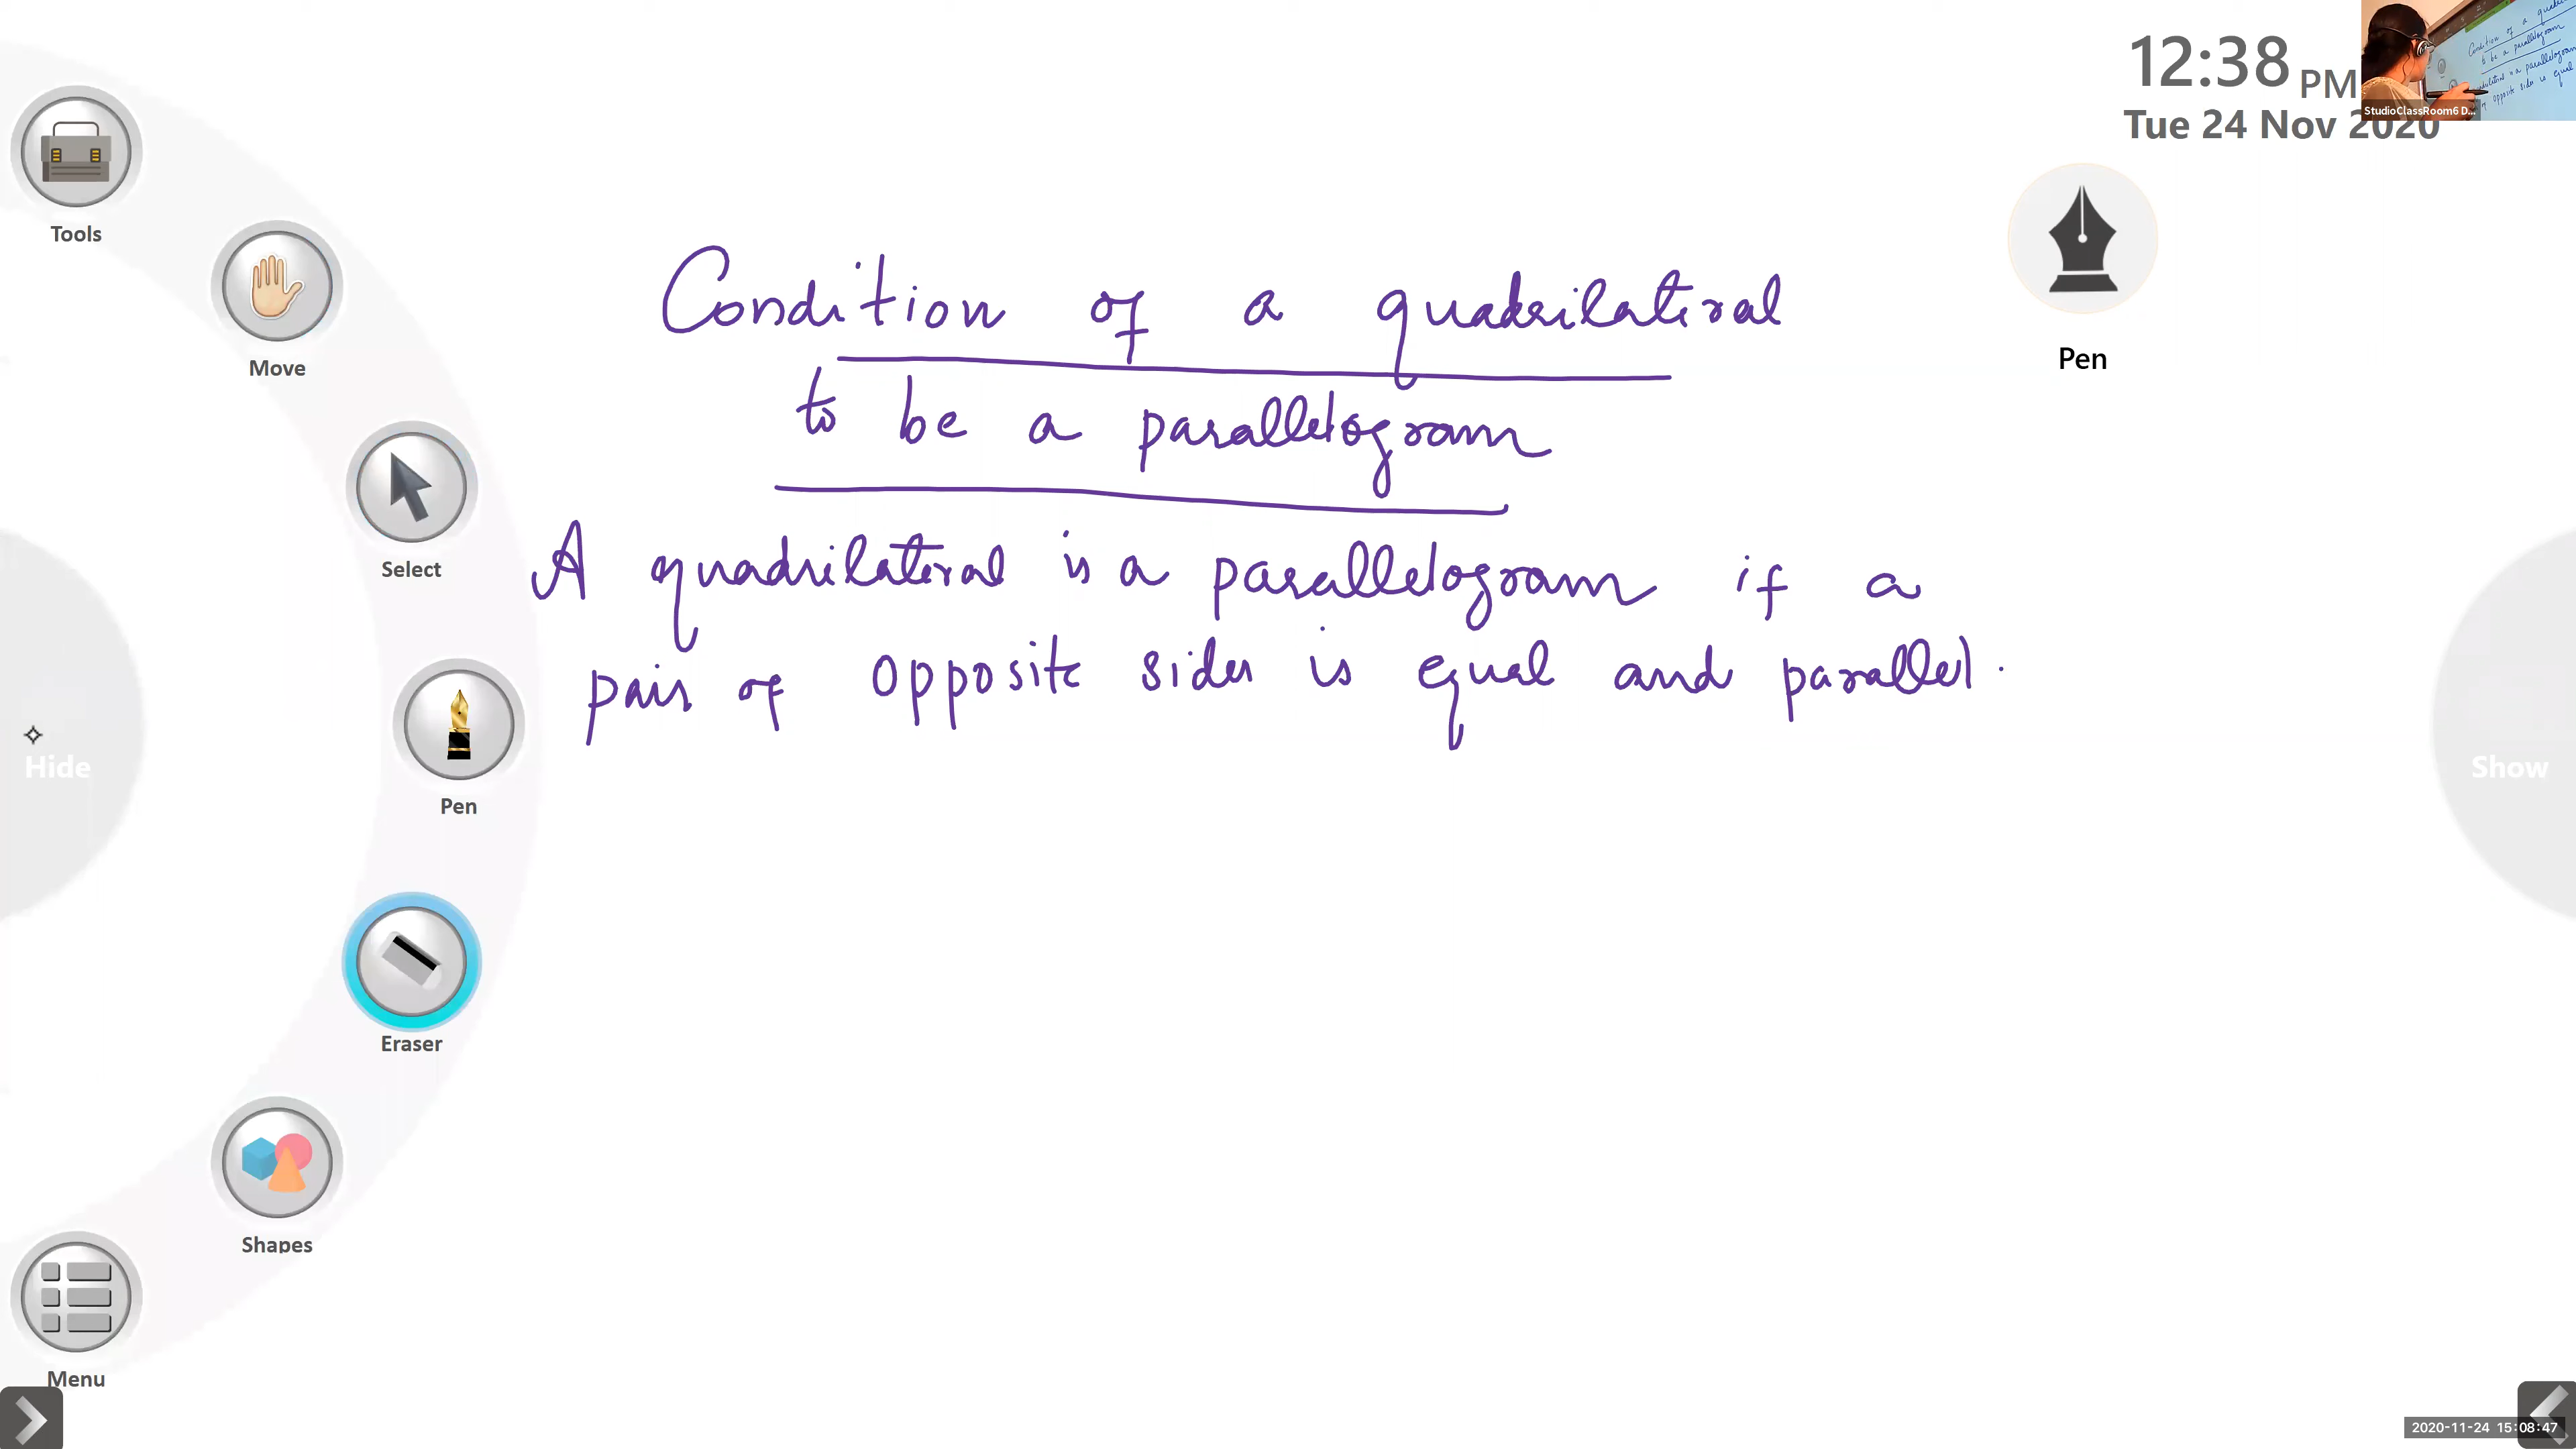 12:38 PM
Tue 24 Nov 2020
StudioClassRoom6 D...
Tools
Move
Select
Pen
Eraser
Shapes
Menu
Hide
Show
Pen
Condition of a quadrilateral
to be a parallelogram
A quadrilateral is a parallelogram if a
pair of opposite sides is equal and parallel.
2020-11-24 15:08:47